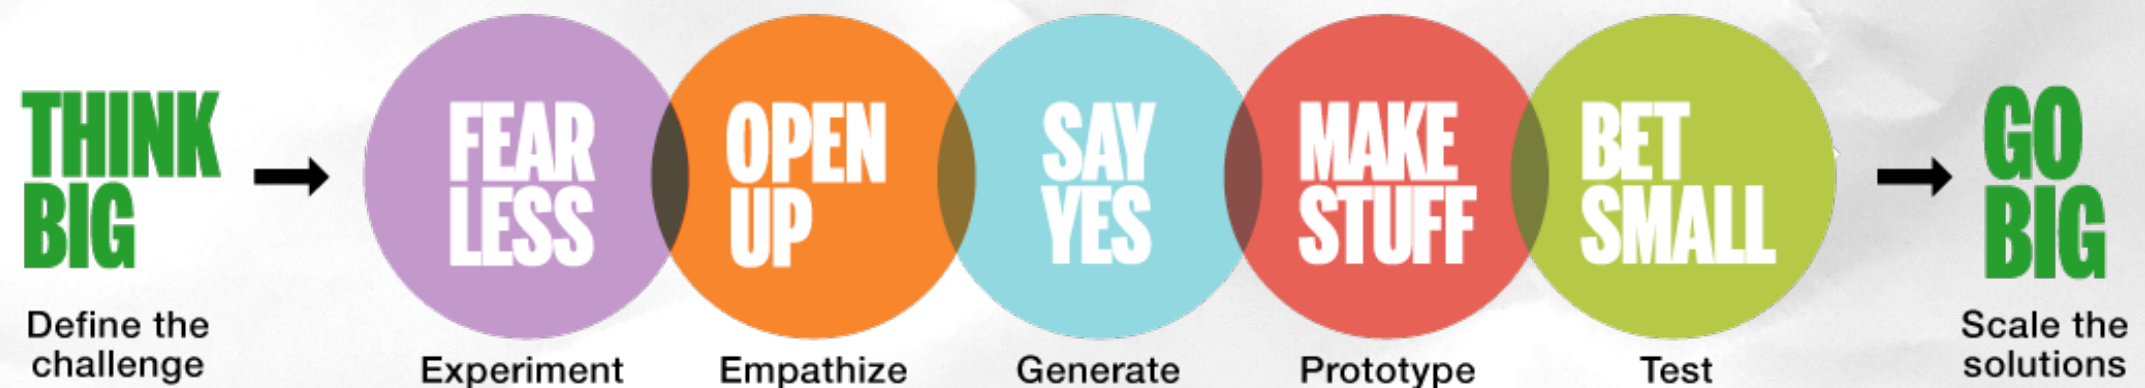 THINK
BIG
Define the
challenge
FEAR
LESS
Experiment
OPEN
UP
Empathize
SAY
YES
Generate
MAKE
STUFF
Prototype
BET
SMALL
Test
GO
BIG
Scale the
solutions